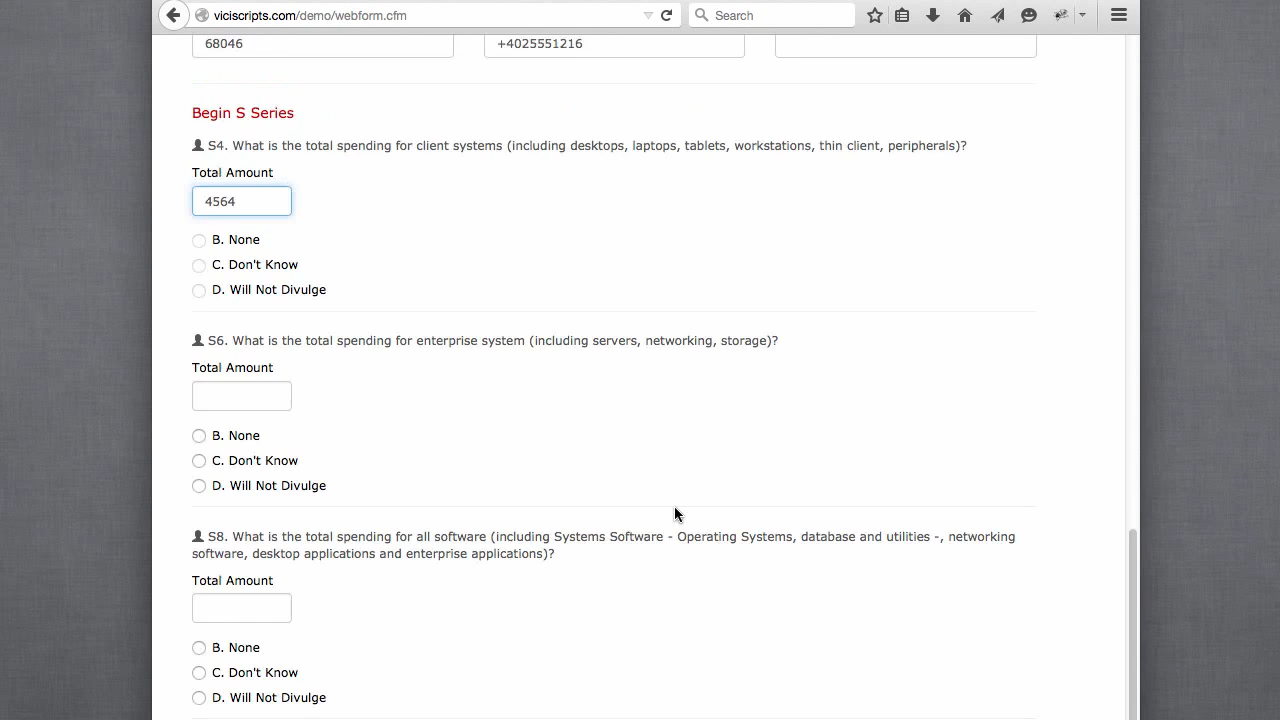 viciscripts.com/demo/webform.cfm
Search
68046
+4025551216
Begin S Series
S4. What is the total spending for client systems (including desktops, laptops, tablets, workstations, thin client, peripherals)?
Total Amount
4564
B. None
C. Don't Know
D. Will Not Divulge
S6. What is the total spending for enterprise system (including servers, networking, storage)?
Total Amount
B. None
C. Don't Know
D. Will Not Divulge
S8. What is the total spending for all software (including Systems Software - Operating Systems, database and utilities -, networking
software, desktop applications and enterprise applications)?
Total Amount
B. None
C. Don't Know
D. Will Not Divulge